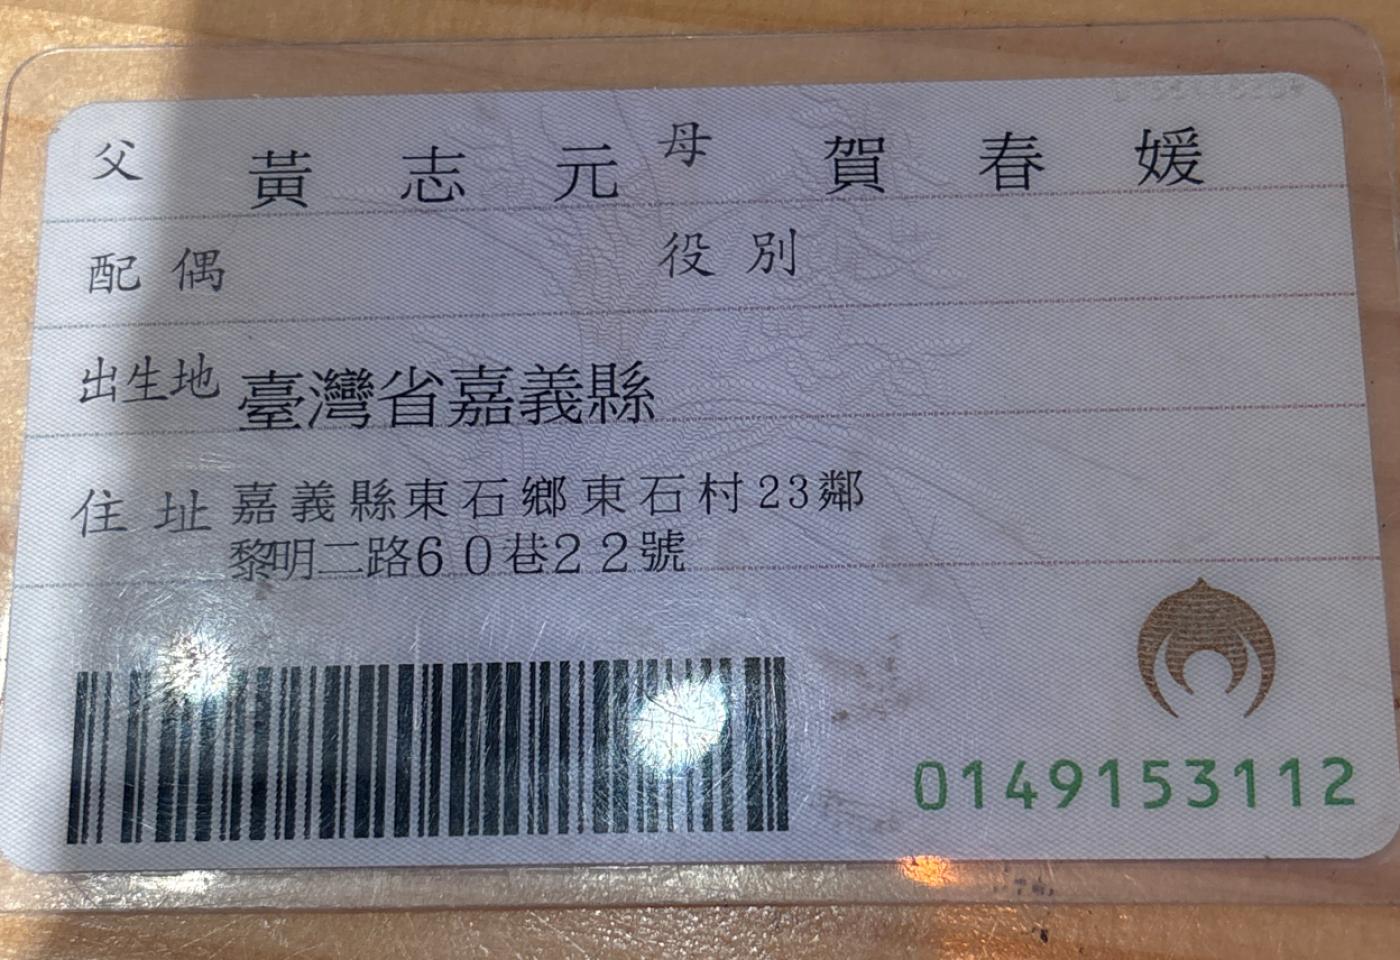 父 黃志元 母 賀春媛
配偶 役別
出生地 臺灣省嘉義縣
住址 嘉義縣東石鄉東石村23鄰
黎明二路60巷22號
0149153112